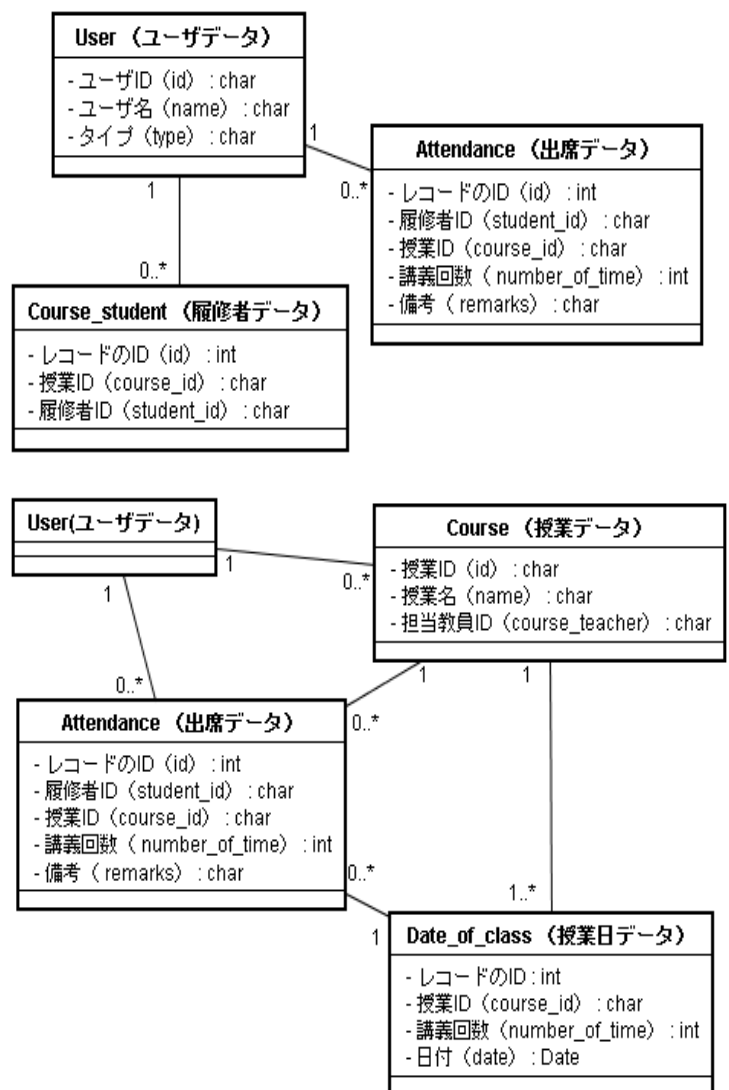 User （ユーザデータ）
- ユーザID（id）: char
- ユーザ名（name）: char
- タイプ（type）: char
1
0..*
1
0..*
Attendance （出席データ）
- レコードのID（id）: int
- 履修者ID（student_id）: char
- 授業ID（course_id）: char
- 講義回数（ number_of_time）: int
- 備考（ remarks）: char
Course_student （履修者データ）
- レコードのID（id）: int
- 授業ID（course_id）: char
- 履修者ID（student_id）: char
User(ユーザデータ)
1
0..*
1
0..*
Course （授業データ）
- 授業ID（id）: char
- 授業名（name）: char
- 担当教員ID（course_teacher）: char
1
0..*
1
1..*
Attendance （出席データ）
- レコードのID（id）: int
- 履修者ID（student_id）: char
- 授業ID（course_id）: char
- 講義回数（ number_of_time）: int
- 備考（ remarks）: char
0..*
1
Date_of_class （授業日データ）
- レコードのID : int
- 授業ID（course_id）: char
- 講義回数（number_of_time）: int
- 日付（date）: Date